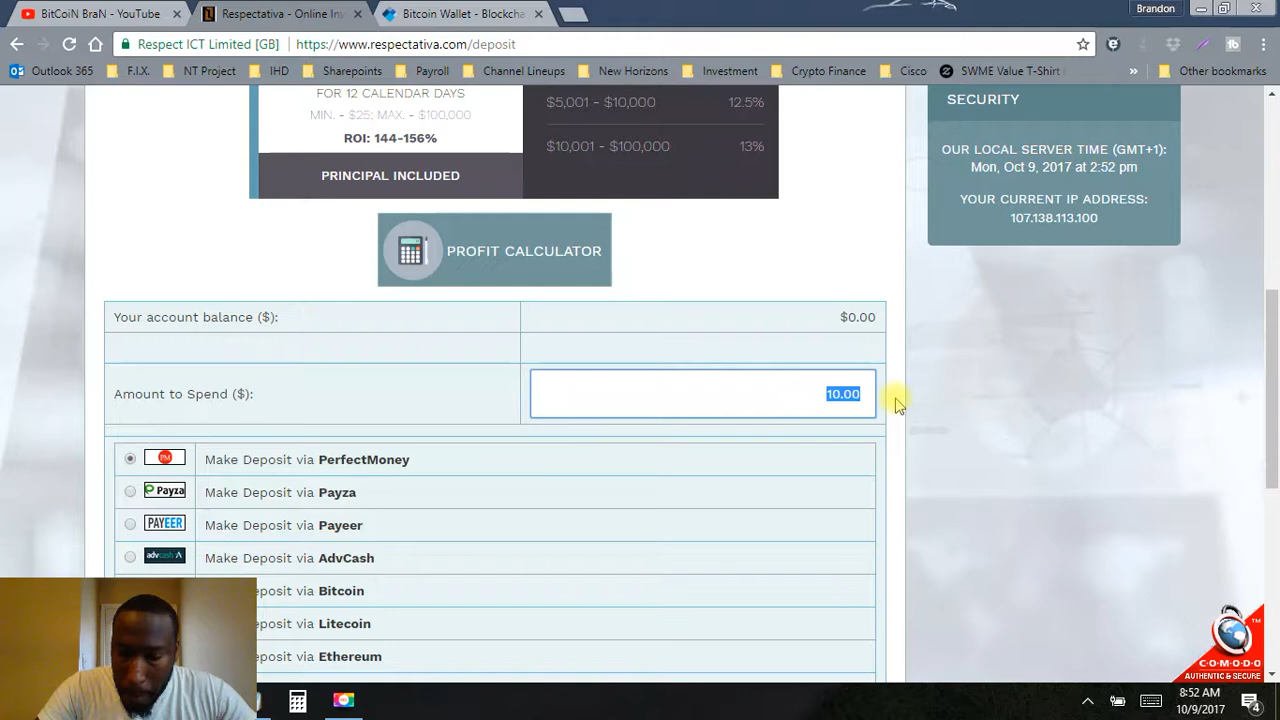 BitCoiN BraN - YouTube
Respectativa - Online Inv
Bitcoin Wallet - Blockcha
Brandon
Respect ICT Limited [GB]
https://www.respectativa.com/deposit
Outlook 365
F.I.X.
NT Project
IHD
Sharepoints
Payroll
Channel Lineups
New Horizons
Investment
Crypto Finance
Cisco
SWME Value T-Shirt
»
Other bookmarks
FOR 12 CALENDAR DAYS
MIN. - $25; MAX. - $100,000
ROI: 144-156%
PRINCIPAL INCLUDED
$5,001 - $10,000 12.5%
$10,001 - $100,000 13%
SECURITY
OUR LOCAL SERVER TIME (GMT+1):
Mon, Oct 9, 2017 at 2:52 pm
YOUR CURRENT IP ADDRESS:
107.138.113.100
PROFIT CALCULATOR
Your account balance ($): $0.00
Amount to Spend ($): 10.00
PM Make Deposit via PerfectMoney
Payza Make Deposit via Payza
PAYEER Make Deposit via Payeer
advcash Make Deposit via AdvCash
eposit via Bitcoin
eposit via Litecoin
eposit via Ethereum
TM
C·O·M·O·D·O
AUTHENTIC & SECURE
8:52 AM
10/9/2017
4